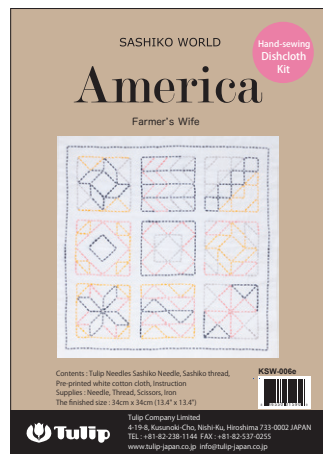 SASHIKO WORLD
Hand-sewing
Dishcloth
Kit
America
Farmer's Wife
Contents : Tulip Needles Sashiko Needle, Sashiko thread,
Pre-printed white cotton cloth, Instruction
Supplies : Needle, Thread, Scissors, Iron
The finished size : 34cm x 34cm (13.4" x 13.4")
KSW-006e
Tulip
Tulip Company Limited
4-19-8, Kusunoki-Cho, Nishi-Ku, Hiroshima 733-0002 JAPAN
TEL : +81-82-238-1144 FAX : +81-82-537-0255
www.tulip-japan.co.jp info@tulip-japan.co.jp